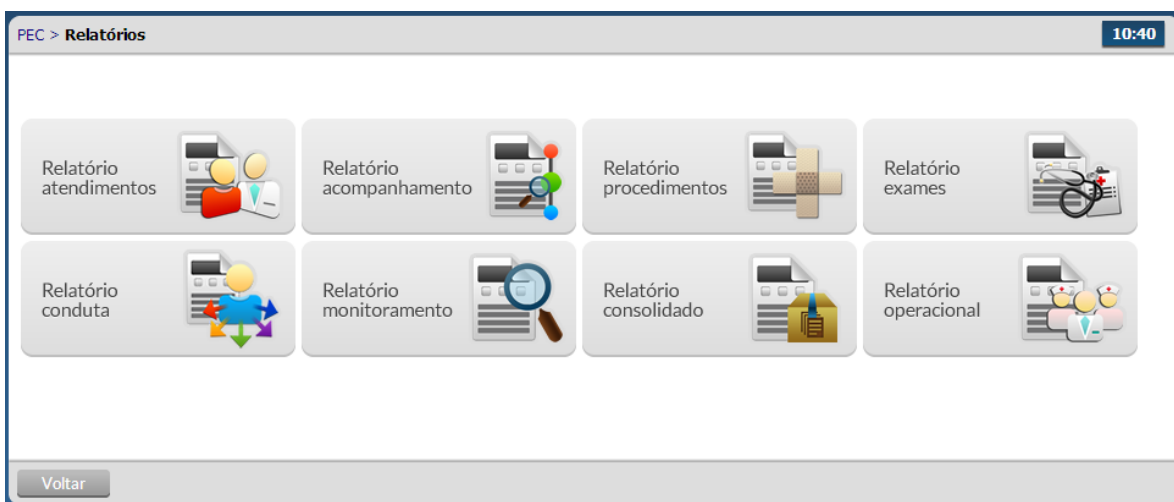 PEC > Relatórios
10:40
Relatório
atendimentos
Relatório
acompanhamento
Relatório
procedimentos
Relatório
exames
Relatório
conduta
Relatório
monitoramento
Relatório
consolidado
Relatório
operacional
Voltar